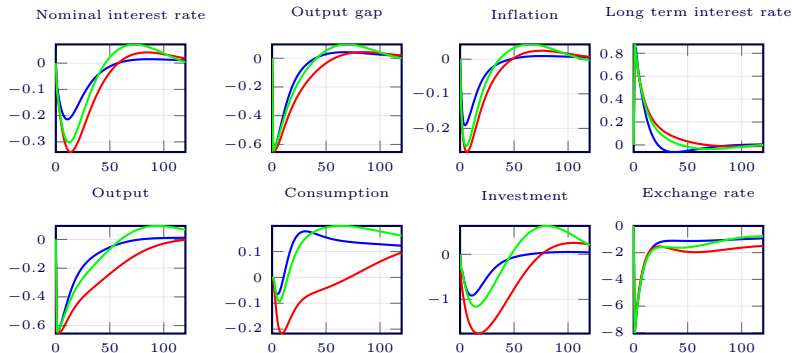 Nominal interest rate
Output gap
Inflation
Long term interest rate
0
−0.1
−0.2
−0.3
0 50 100
0
−0.2
−0.4
−0.6
0 50 100
0
−0.1
−0.2
0 50 100
0.8
0.6
0.4
0.2
0
0 50 100
Output
Consumption
Investment
Exchange rate
0
−0.2
−0.4
−0.6
0 50 100
0.1
0
−0.1
−0.2
0 50 100
0
−1
0 50 100
0
−2
−4
−6
−8
0 50 100